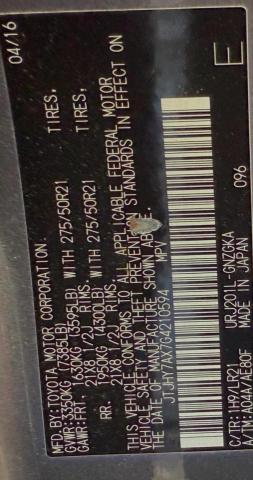 MFD.BY:TOYOTA MOTOR CORPORATION 04/16
GVWR:3350KG (7385LB)
GAWR:FRT. 1630KG (3595LB) WITH 275/50R21 TIRES,
21X8 1/2J RIMS,
RR. 1950KG (4300LB) WITH 275/50R21 TIRES,
21X8 1/2J RIMS,
THIS VEHICLE CONFORMS TO ALL APPLICABLE FEDERAL MOTOR
VEHICLE SAFETY AND THEFT PREVENTION STANDARDS IN EFFECT ON
THE DATE OF MANUFACTURE SHOWN ABOVE.
JTJHY7AX7G4210594 MPV
C/TR:1H9/LR21 URJ201L-GNZGKA E
A/TM:A04K/AE80F MADE IN JAPAN
096